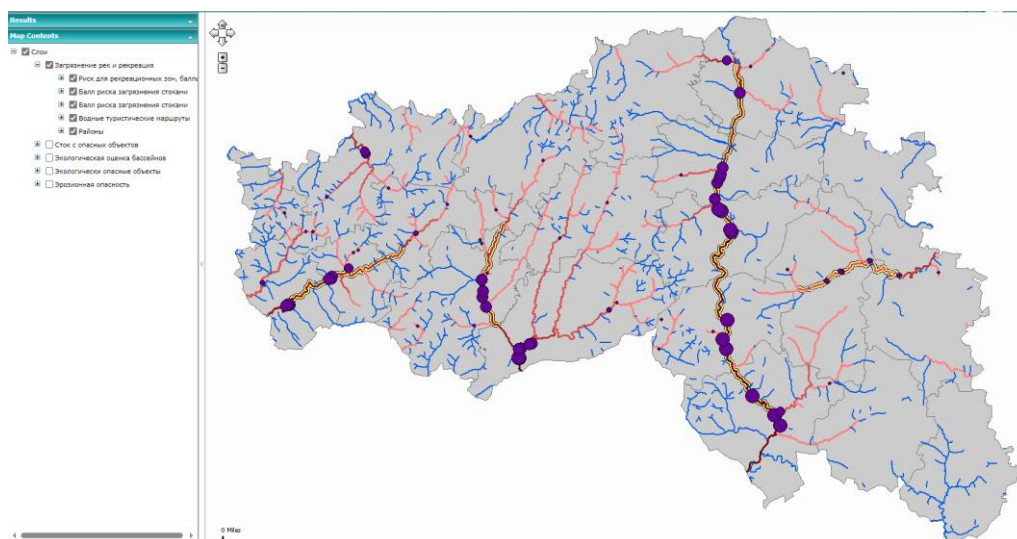 Results
Map Contents
Слои
Загрязнение рек и рекреация
Риск для рекреационных зон, балль
Балл риска загрязнения стоками
Балл риска загрязнения стоками
Водные туристические маршруты
Районы
Сток с опасных объектов
Экологическая оценка бассейнов
Экологически опасные объекты
Эрозионная опасность
0 Miles